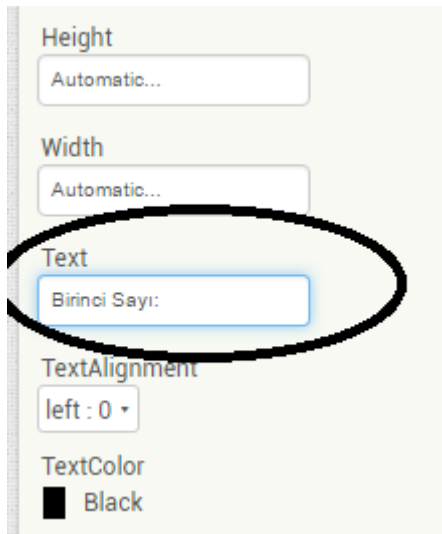 Height
Automatic...
Width
Automatic...
Text
Birinci Sayı:
TextAlignment
left : 0
TextColor
Black